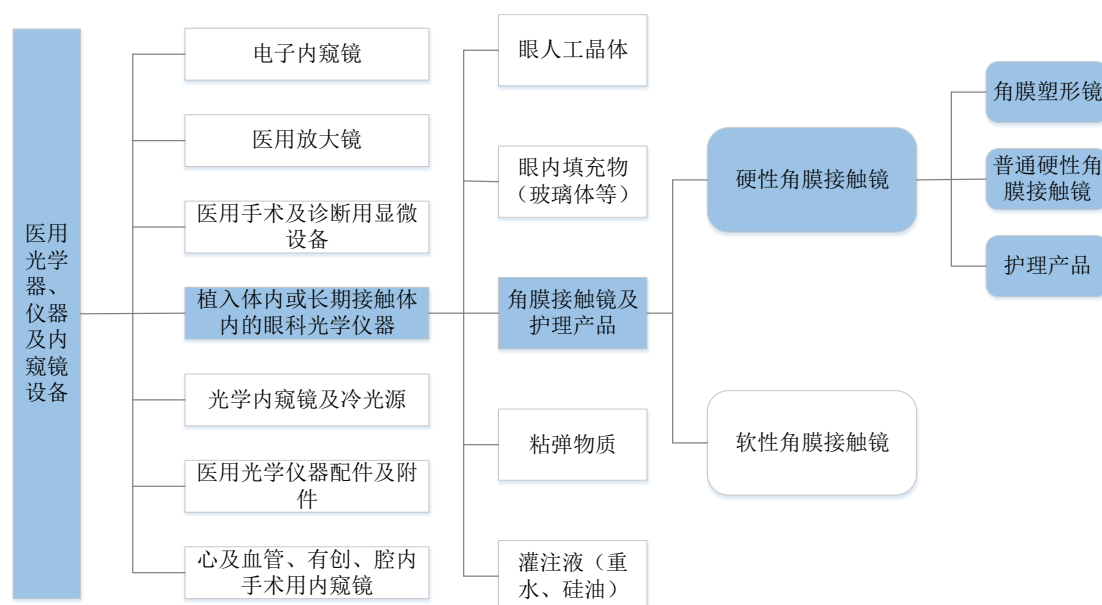 医用
光学
器、
仪器
及内
窥镜
设备
电子内窥镜
医用放大镜
医用手术及诊断用显微
设备
植入体内或长期接触体
内的眼科光学仪器
光学内窥镜及冷光源
医用光学仪器配件及附
件
心及血管、有创、腔内
手术用内窥镜
眼人工晶体
眼内填充物
（玻璃体等）
角膜接触镜及
护理产品
粘弹物质
灌注液（重
水、硅油）
硬性角膜接触镜
软性角膜接触镜
角膜塑形镜
普通硬性角
膜接触镜
护理产品